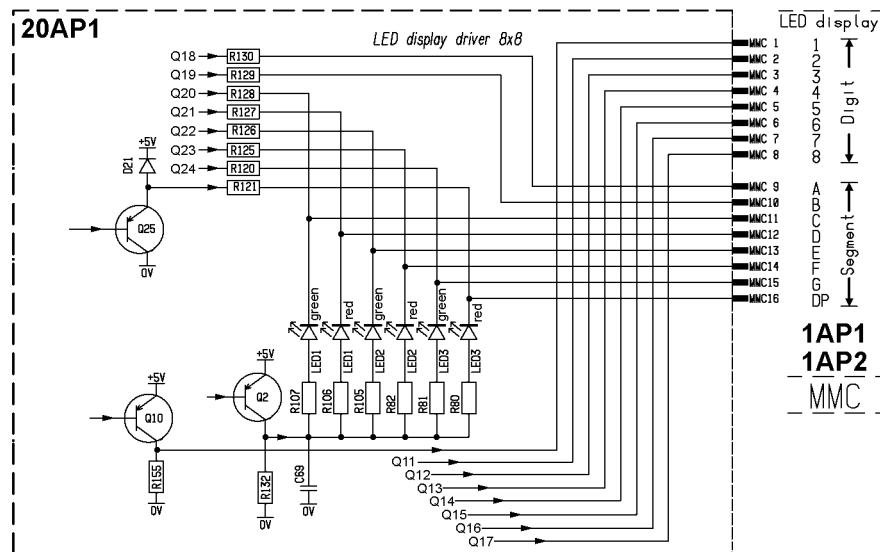 20AP1
LED display driver 8x8
LED display
Q18 R130
Q19 R129
Q20 R128
Q21 R127
Q22 R126
Q23 R125
Q24 R120
R121
+5V
D21
Q25
0V
MMC 1 1
MMC 2 2
MMC 3 3
MMC 4 4
MMC 5 5
MMC 6 6
MMC 7 7
MMC 8 8
Digit
MMC 9 A
MMC10 B
MMC11 C
MMC12 D
MMC13 E
MMC14 F
MMC15 G
MMC16 DP
Segment
1AP1
1AP2
MMC
green red green red green red
LED1 LED1 LED2 LED2 LED3 LED3
R107 R106 R105 R82 R81 R80
+5V
Q2
+5V
Q10
R155
0V
R132
0V
C69
0V
Q11
Q12
Q13
Q14
Q15
Q16
Q17